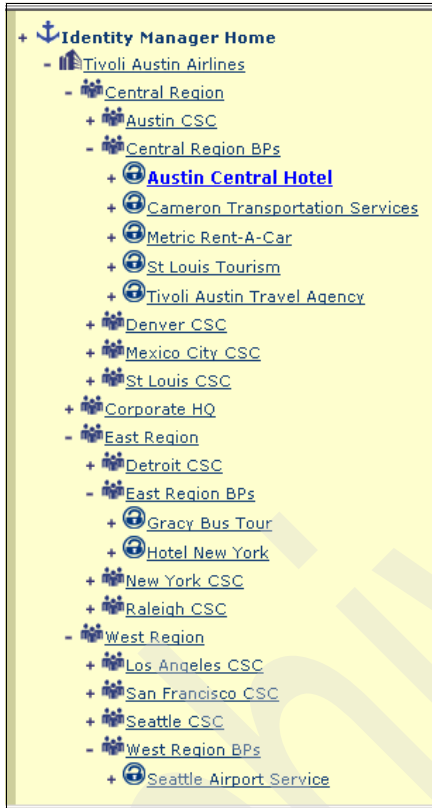 + Identity Manager Home
- Tivoli Austin Airlines
- Central Region
+ Austin CSC
- Central Region BPs
+ Austin Central Hotel
+ Cameron Transportation Services
+ Metric Rent-A-Car
+ St Louis Tourism
+ Tivoli Austin Travel Agency
+ Denver CSC
+ Mexico City CSC
+ St Louis CSC
+ Corporate HQ
- East Region
+ Detroit CSC
- East Region BPs
+ Gracy Bus Tour
+ Hotel New York
+ New York CSC
+ Raleigh CSC
- West Region
+ Los Angeles CSC
+ San Francisco CSC
+ Seattle CSC
- West Region BPs
+ Seattle Airport Service